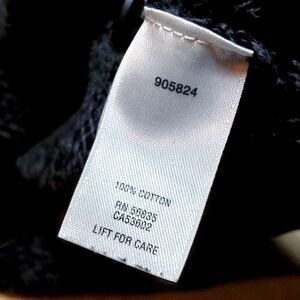 905824
100% COTTON
RN 56835
CA53602
LIFT FOR CARE